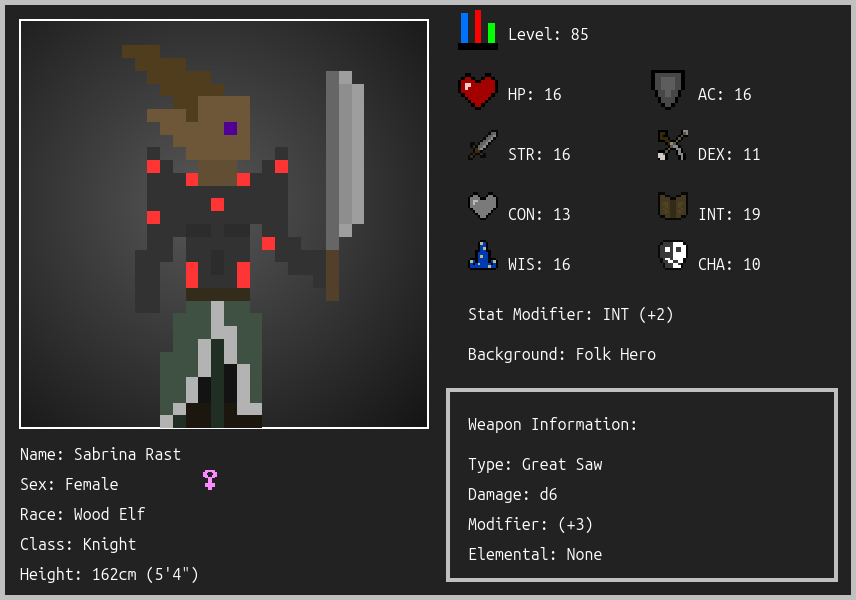 Level: 85
HP: 16
AC: 16
STR: 16
DEX: 11
CON: 13
INT: 19
WIS: 16
CHA: 10
Stat Modifier: INT (+2)
Background: Folk Hero
Weapon Information:
Type: Great Saw
Damage: d6
Modifier: (+3)
Elemental: None
Name: Sabrina Rast
Sex: Female
Race: Wood Elf
Class: Knight
Height: 162cm (5'4")